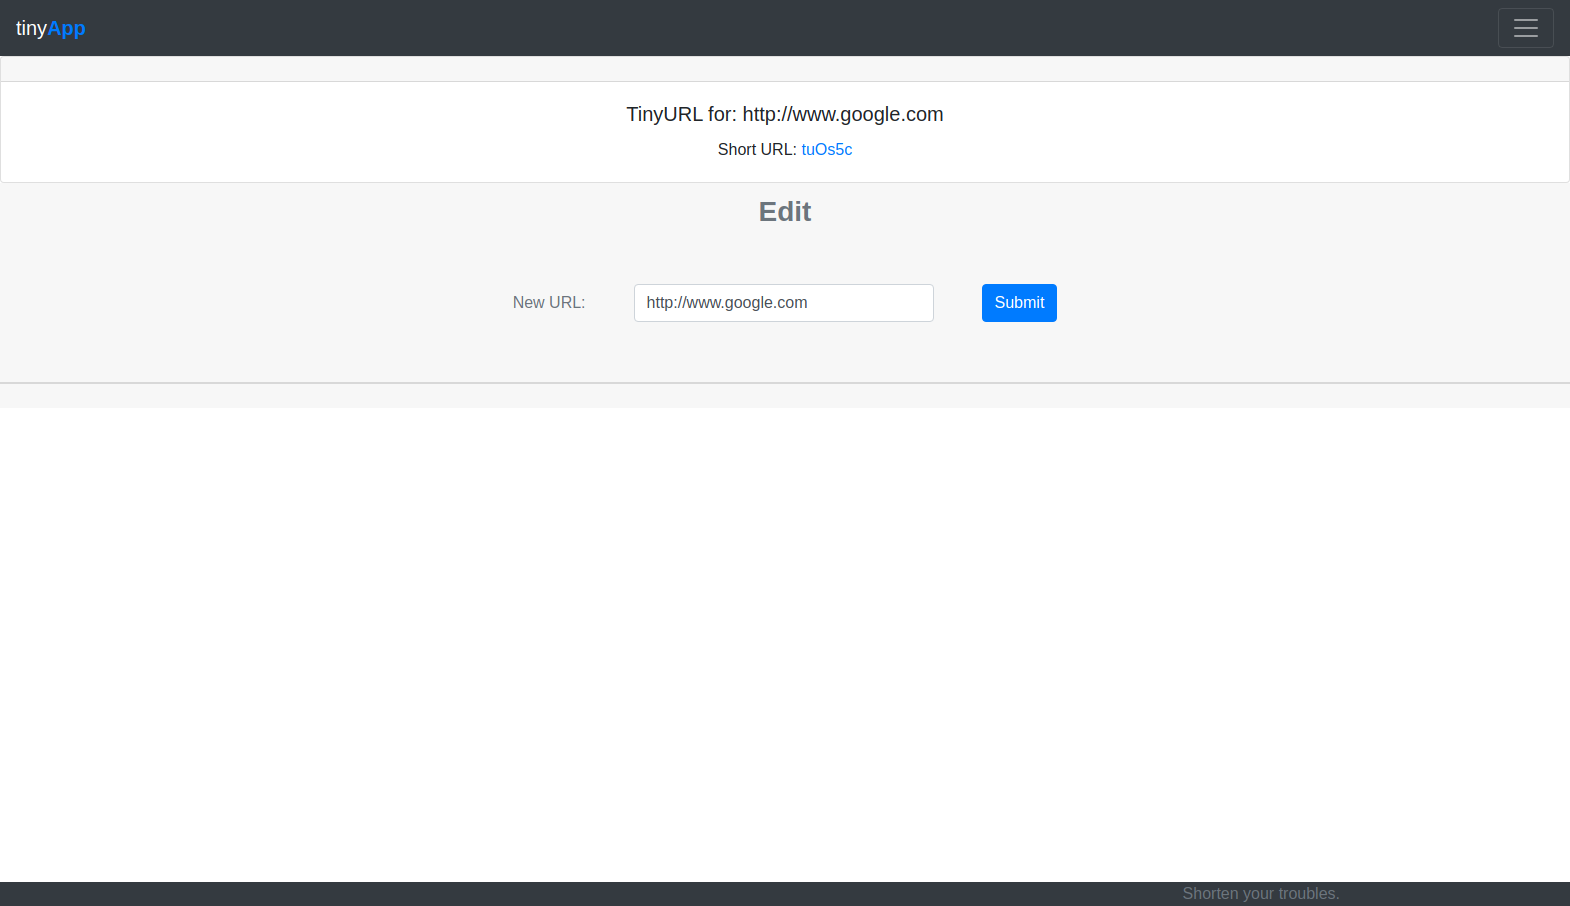 tinyApp
TinyURL for: http://www.google.com
Short URL: tuOs5c
Edit
New URL: http://www.google.com Submit
Shorten your troubles.